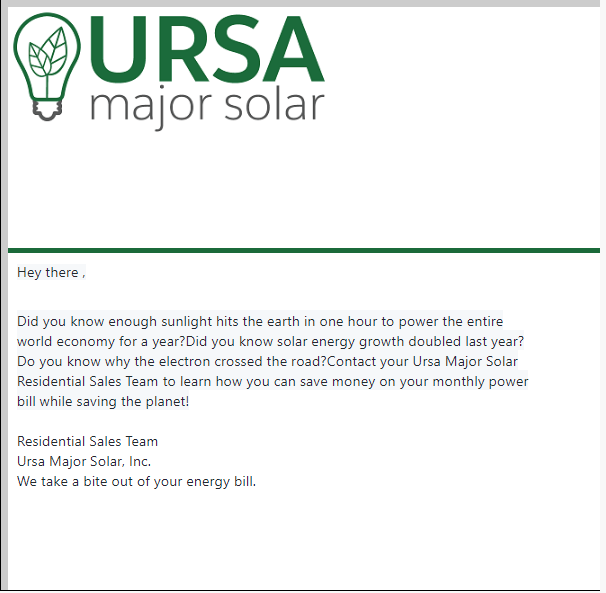 URSA
major solar
Hey there ,
Did you know enough sunlight hits the earth in one hour to power the entire
world economy for a year?Did you know solar energy growth doubled last year?
Do you know why the electron crossed the road?Contact your Ursa Major Solar
Residential Sales Team to learn how you can save money on your monthly power
bill while saving the planet!
Residential Sales Team
Ursa Major Solar, Inc.
We take a bite out of your energy bill.